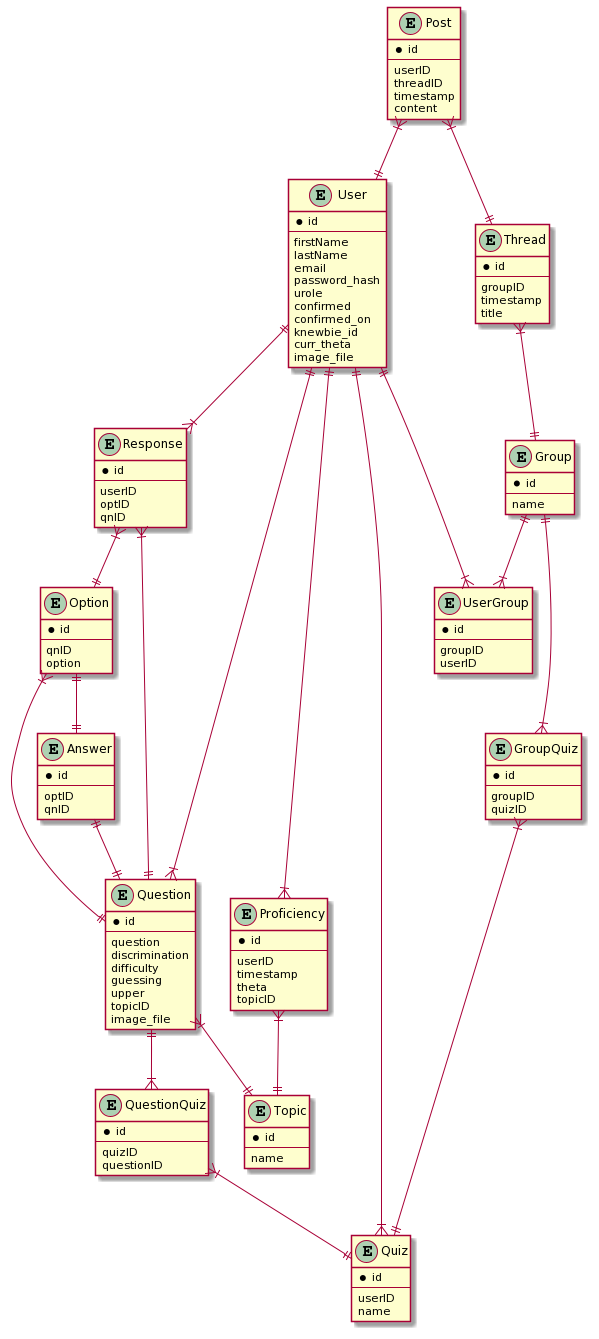 E Post
id
userID
threadID
timestamp
content
E User
id
firstName
lastName
email
password_hash
urole
confirmed
confirmed_on
knewbie_id
curr_theta
image_file
E Thread
id
groupID
timestamp
title
E Response
id
userID
optID
qnID
E Group
id
name
E Option
id
qnID
option
E UserGroup
id
groupID
userID
E Answer
id
optID
qnID
E GroupQuiz
id
groupID
quizID
E Question
id
question
discrimination
difficulty
guessing
upper
topicID
image_file
E Proficiency
id
userID
timestamp
theta
topicID
E QuestionQuiz
id
quizID
questionID
E Topic
id
name
E Quiz
id
userID
name